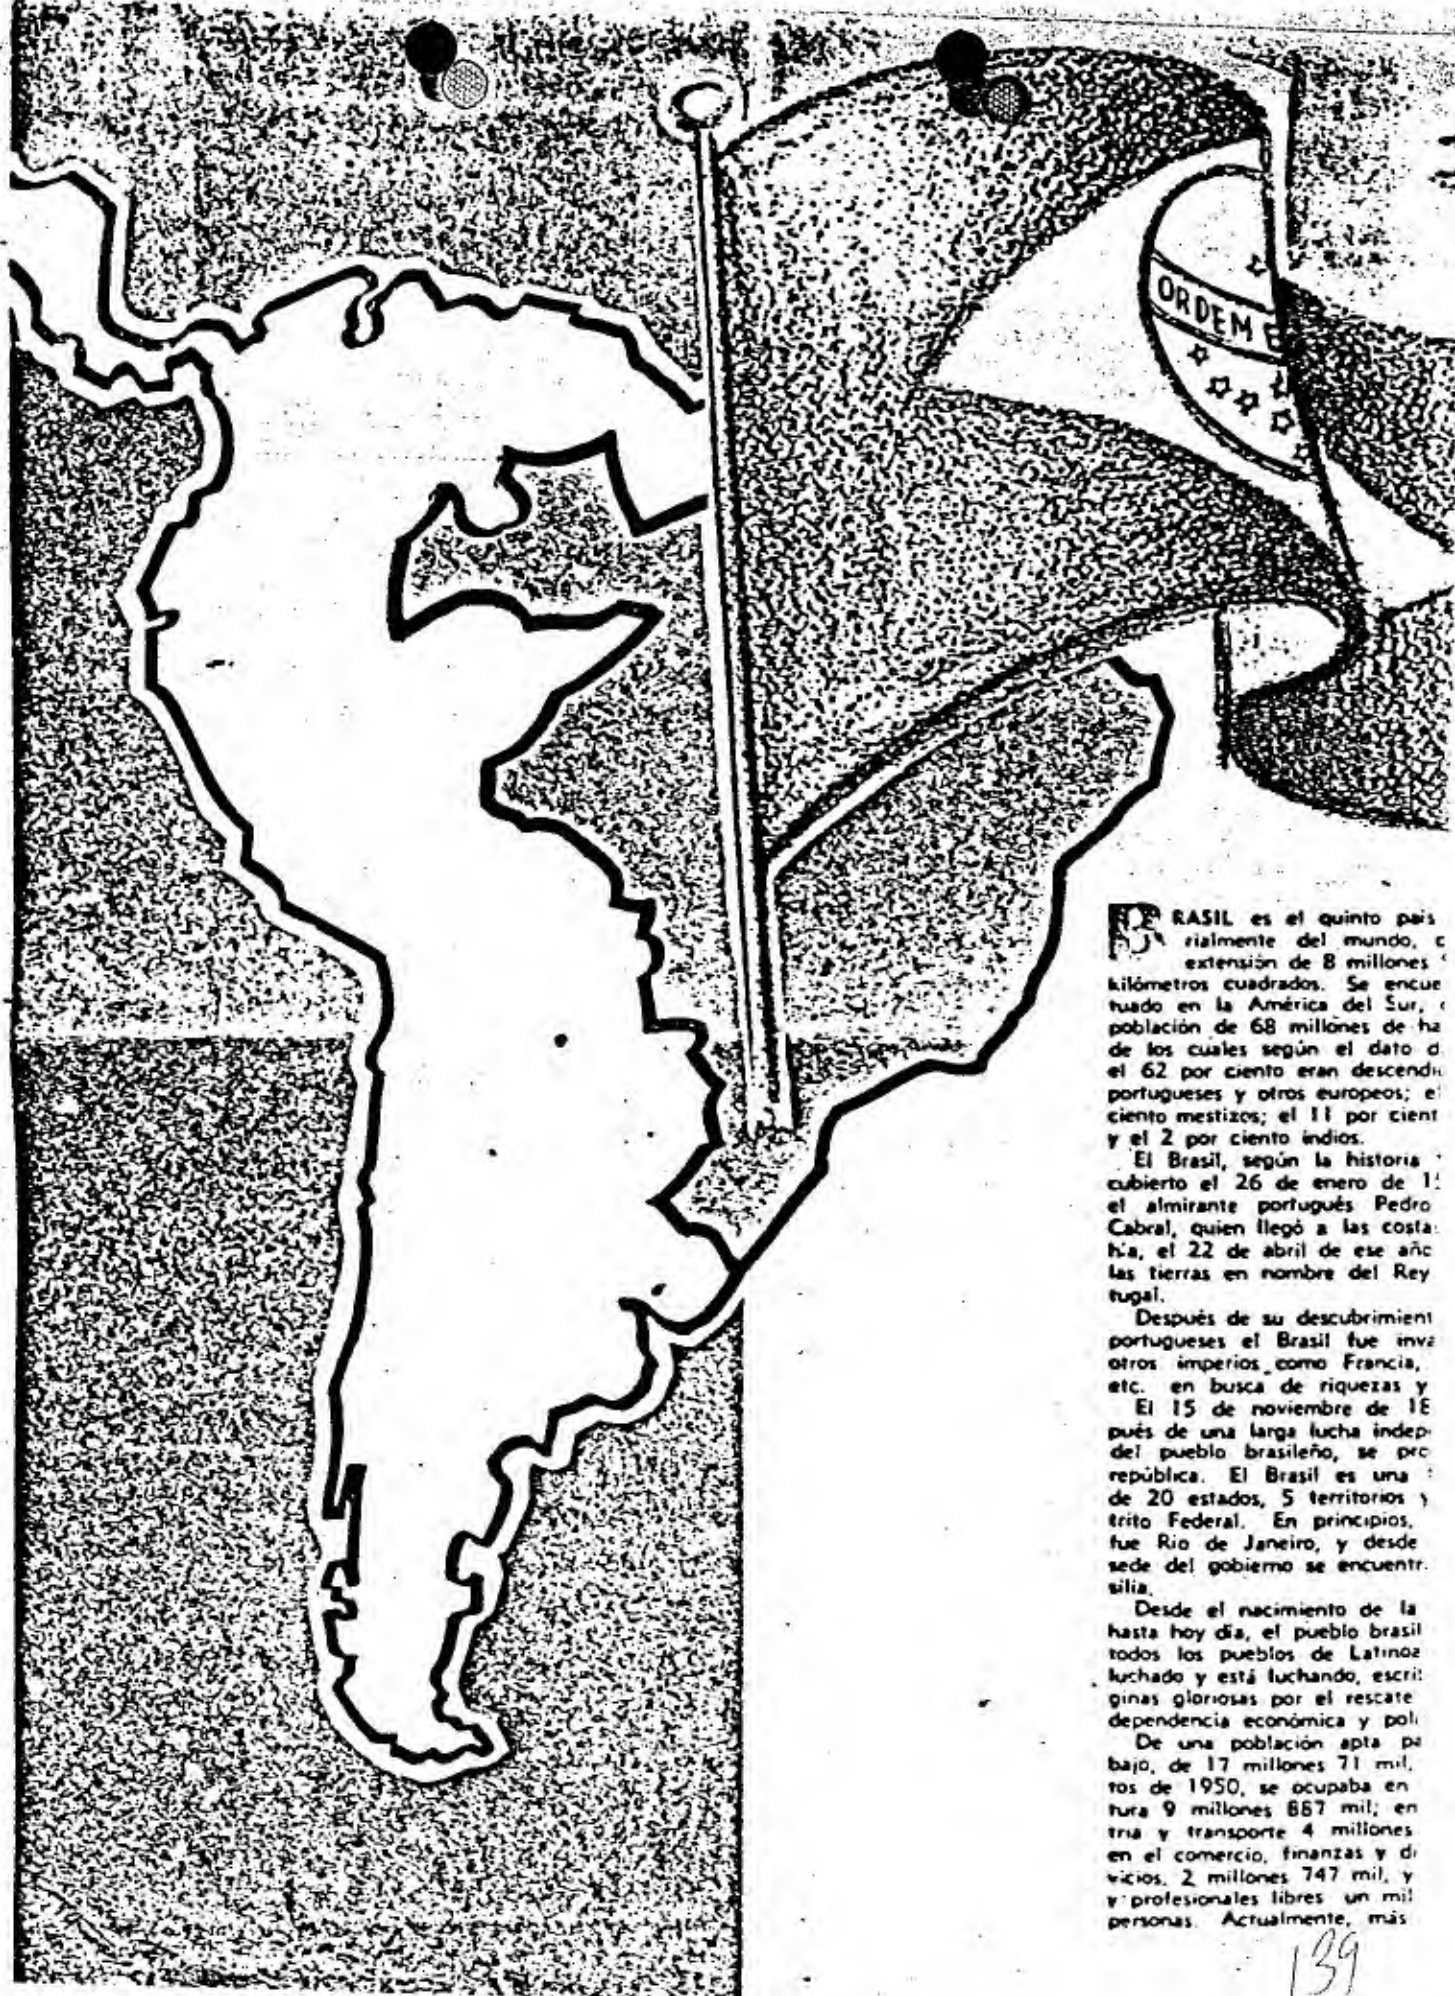 ORDEM E
BRASIL es el quinto país
rialmente del mundo, c
extensión de 8 millones
kilómetros cuadrados. Se encue
tuado en la América del Sur,
población de 68 millones de ha
de los cuales según el dato d
el 62 por ciento eran descendi
portugueses y otros europeos; e
ciento mestizos; el 11 por cient
y el 2 por ciento indios.
El Brasil, según la historia
cubierto el 26 de enero de 1
el almirante portugués Pedro
Cabral, quien llegó a las costa
hía, el 22 de abril de ese añc
las tierras en nombre del Rey
tugal.
Después de su descubrimient
portugueses el Brasil fue inva
otros imperios como Francia,
etc. en busca de riquezas y
El 15 de noviembre de 18
pués de una larga lucha indep
del pueblo brasileño, se prc
república. El Brasil es una
de 20 estados, 5 territorios y
trito Federal. En principios,
fue Rio de Janeiro, y desde
sede del gobierno se encuentr
silia.
Desde el nacimiento de la
hasta hoy día, el pueblo brasil
todos los pueblos de Latinoa
luchado y está luchando, escri
ginas gloriosas por el rescate
dependencia económica y poli
De una población apta pa
bajo, de 17 millones 71 mil,
tos de 1950, se ocupaba en
tura 9 millones 887 mil; en
tria y transporte 4 millones
en el comercio, finanzas y di
vicios, 2 millones 747 mil, y
y profesionales libres un mil
personas. Actualmente, más
139